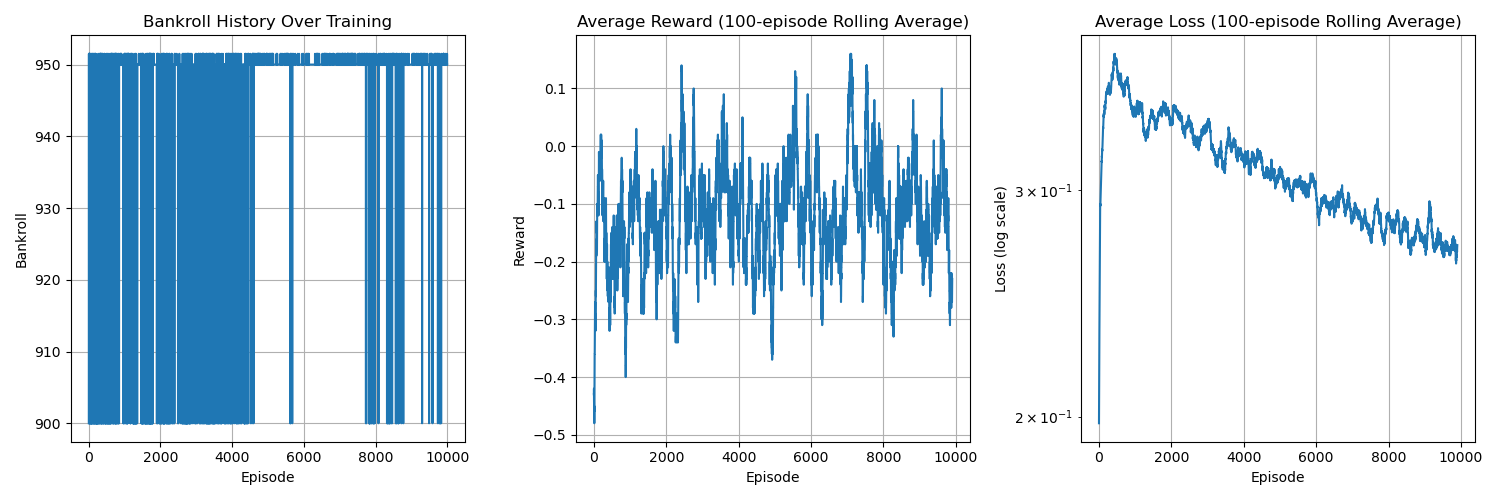 Bankroll History Over Training
Bankroll
950
940
930
920
910
900
0
2000
4000
6000
8000
10000
Episode
Average Reward (100-episode Rolling Average)
Reward
0.1
0.0
−0.1
−0.2
−0.3
−0.4
−0.5
0
2000
4000
6000
8000
10000
Episode
Average Loss (100-episode Rolling Average)
Loss (log scale)
3 × 10⁻¹
2 × 10⁻¹
0
2000
4000
6000
8000
10000
Episode